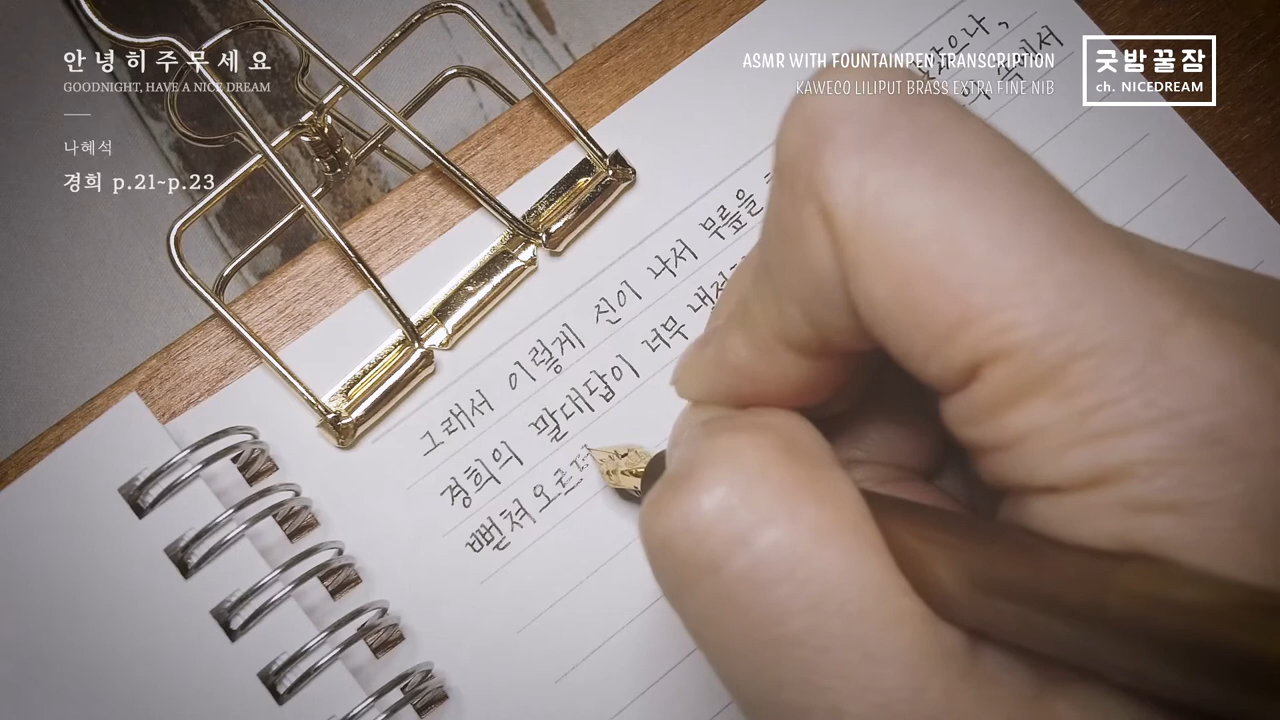 안녕히주무세요
GOODNIGHT, HAVE A NICE DREAM
나혜석
경희 p.21~p.23
ASMR WITH FOUNTAINPEN TRANSCRIPTION
KAWECO LILIPUT BRASS EXTRA FINE NIB
굿밤꿀잠
ch. NICEDREAM
그래서 이렇게 신이 나서 무릎을
경희의 말대답이 너무
뻗쳐오르던